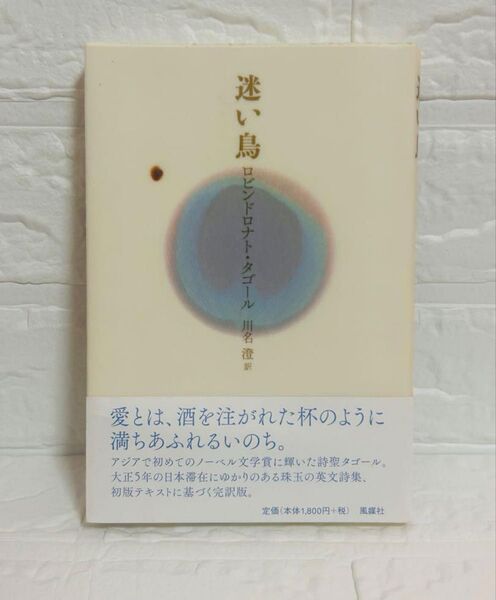 迷い鳥
ロビンドロナト・タゴール
川名 澄 訳
愛とは、酒を注がれた杯のように
満ちあふれるいのち。
アジアで初めてのノーベル文学賞に輝いた詩聖タゴール。
大正5年の日本滞在にゆかりのある珠玉の英文詩集、
初版テキストに基づく完訳版。
定価(本体1,800円+税) 風媒社